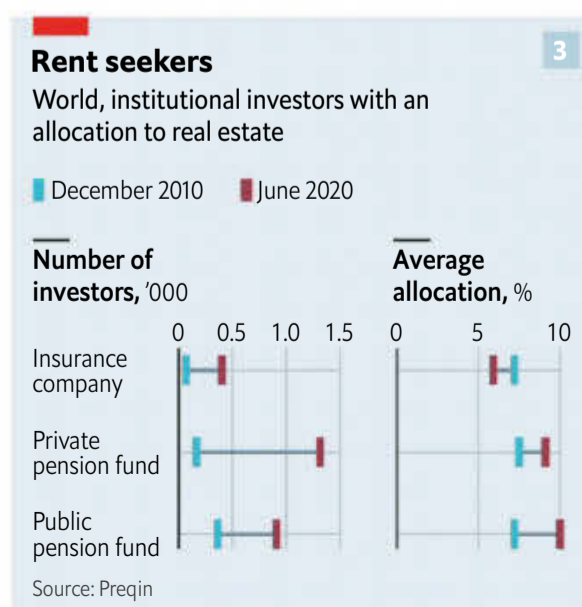 3
Rent seekers
World, institutional investors with an
allocation to real estate
December 2010 June 2020
Number of
investors, ’000
Average
allocation, %
0 0.5 1.0 1.5
0 5 10
Insurance
company
Private
pension fund
Public
pension fund
Source: Preqin